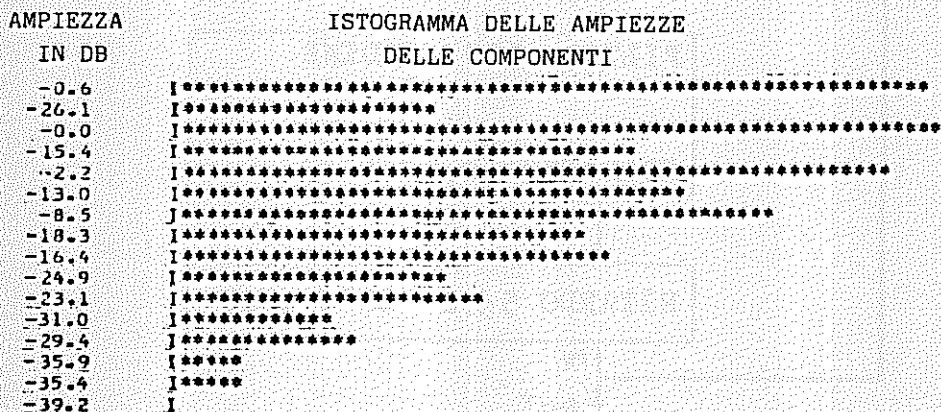 AMPIEZZA ISTOGRAMMA DELLE AMPIEZZE
IN DB DELLE COMPONENTI
-0.6 I***********************************************************
-26.1 I********************
-0.0 I************************************************************
-15.4 I************************************
-2.2 I********************************************************
-13.0 I****************************************
-8.5 I***********************************************
-18.3 I********************************
-16.4 I**********************************
-24.9 I*********************
-23.1 I************************
-31.0 I************
-29.4 I**************
-35.9 I*****
-35.4 I*****
-39.2 I